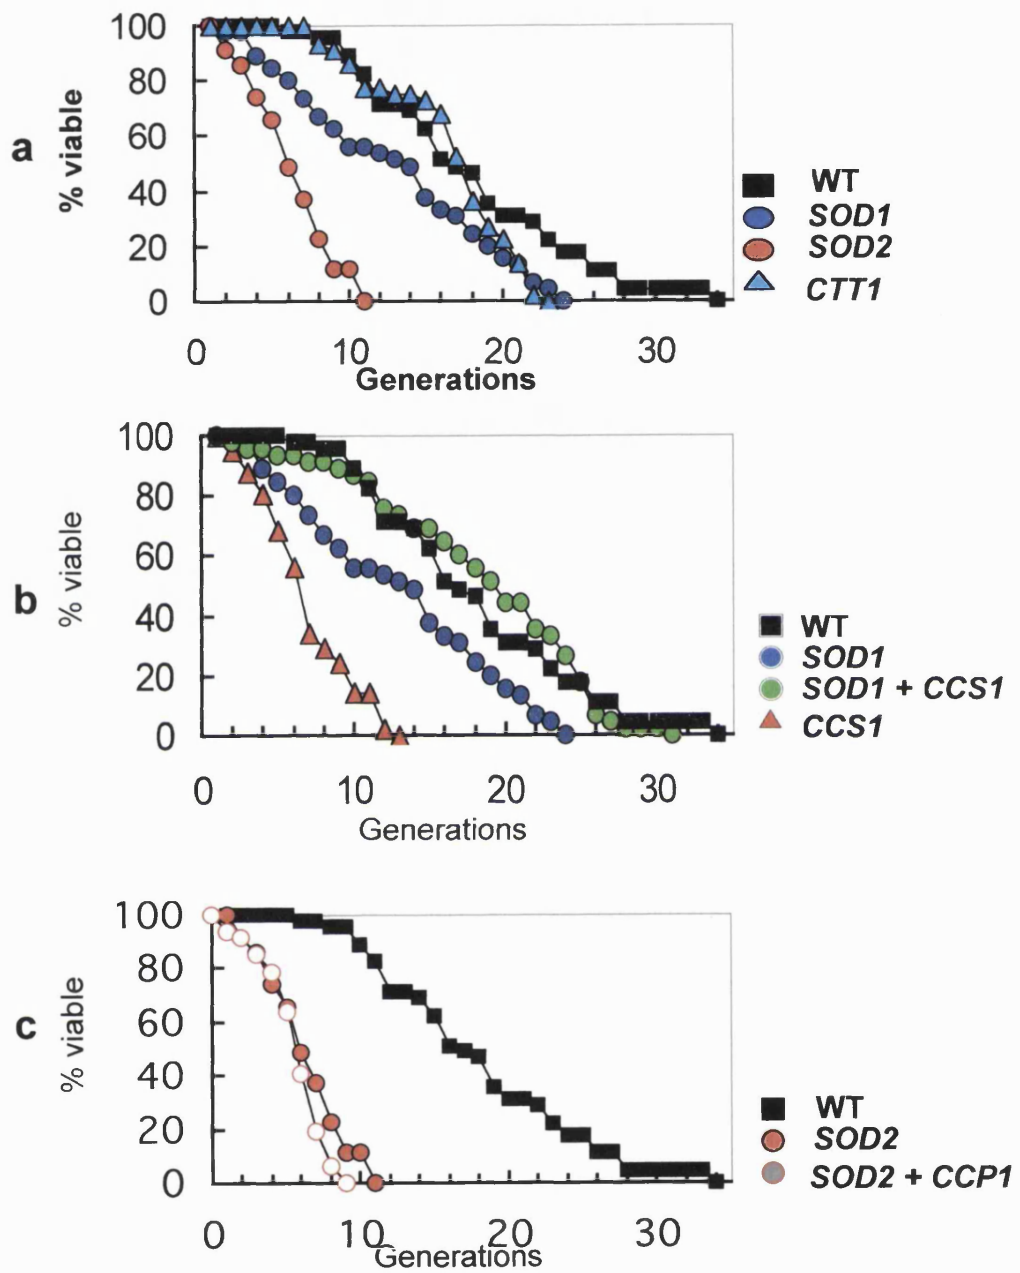 a
% viable
100
80
60
40
20
0
0 10 20 30
Generations
WT
SOD1
SOD2
CTT1
b
% viable
100
80
60
40
20
0
0 10 20 30
Generations
WT
SOD1
SOD1 + CCS1
CCS1
c
% viable
100
80
60
40
20
0
0 10 20 30
Generations
WT
SOD2
SOD2 + CCP1